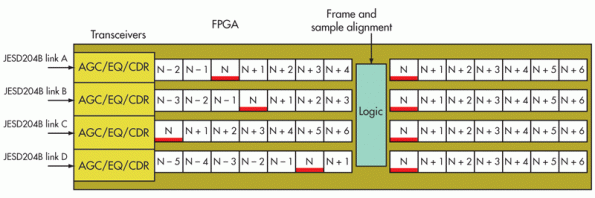 Transceivers
FPGA
Frame and
sample alignment
JESD204B link A
AGC/EQ/CDR
N – 2 N – 1 N N + 1 N + 2 N + 3 N + 4
N N + 1 N + 2 N + 3 N + 4 N + 5 N + 6
JESD204B link B
AGC/EQ/CDR
N – 3 N – 2 N – 1 N N + 1 N + 2 N + 3
N N + 1 N + 2 N + 3 N + 4 N + 5 N + 6
Logic
JESD204B link C
AGC/EQ/CDR
N N + 1 N + 2 N + 3 N + 4 N + 5 N + 6
N N + 1 N + 2 N + 3 N + 4 N + 5 N + 6
JESD204B link D
AGC/EQ/CDR
N – 5 N – 4 N – 3 N – 2 N – 1 N N + 1
N N + 1 N + 2 N + 3 N + 4 N + 5 N + 6